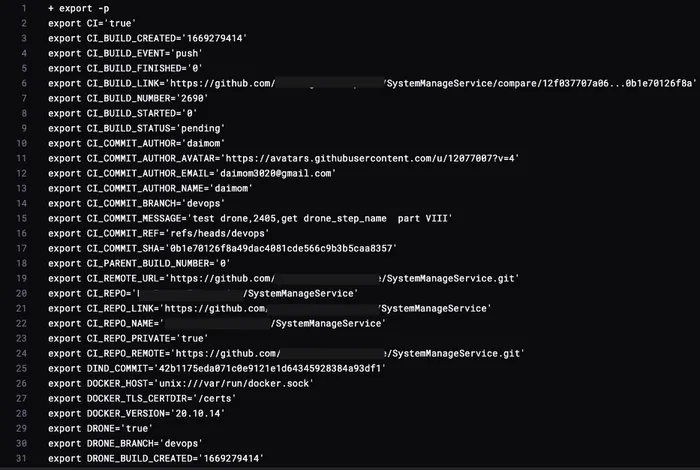 1 + export -p
2 export CI='true'
3 export CI_BUILD_CREATED='1669279414'
4 export CI_BUILD_EVENT='push'
5 export CI_BUILD_FINISHED='0'
6 export CI_BUILD_LINK='https://github.com/ /SystemManageService/compare/12f037707a06...0b1e70126f8a'
7 export CI_BUILD_NUMBER='2690'
8 export CI_BUILD_STARTED='0'
9 export CI_BUILD_STATUS='pending'
10 export CI_COMMIT_AUTHOR='daimom'
11 export CI_COMMIT_AUTHOR_AVATAR='https://avatars.githubusercontent.com/u/12077007?v=4'
12 export CI_COMMIT_AUTHOR_EMAIL='daimom3020@gmail.com'
13 export CI_COMMIT_AUTHOR_NAME='daimom'
14 export CI_COMMIT_BRANCH='devops'
15 export CI_COMMIT_MESSAGE='test drone,2405,get drone_step_name part VIII'
16 export CI_COMMIT_REF='refs/heads/devops'
17 export CI_COMMIT_SHA='0b1e70126f8a49dac4081cde566c9b3b5caa8357'
18 export CI_PARENT_BUILD_NUMBER='0'
19 export CI_REMOTE_URL='https://github.com/ /SystemManageService.git'
20 export CI_REPO=' /SystemManageService'
21 export CI_REPO_LINK='https://github.com /SystemManageService'
22 export CI_REPO_NAME=' /SystemManageService'
23 export CI_REPO_PRIVATE='true'
24 export CI_REPO_REMOTE='https://github.com/ /SystemManageService.git'
25 export DIND_COMMIT='42b1175eda071c0e9121e1d64345928384a93df1'
26 export DOCKER_HOST='unix:///var/run/docker.sock'
27 export DOCKER_TLS_CERTDIR='/certs'
28 export DOCKER_VERSION='20.10.14'
29 export DRONE='true'
30 export DRONE_BRANCH='devops'
31 export DRONE_BUILD_CREATED='1669279414'